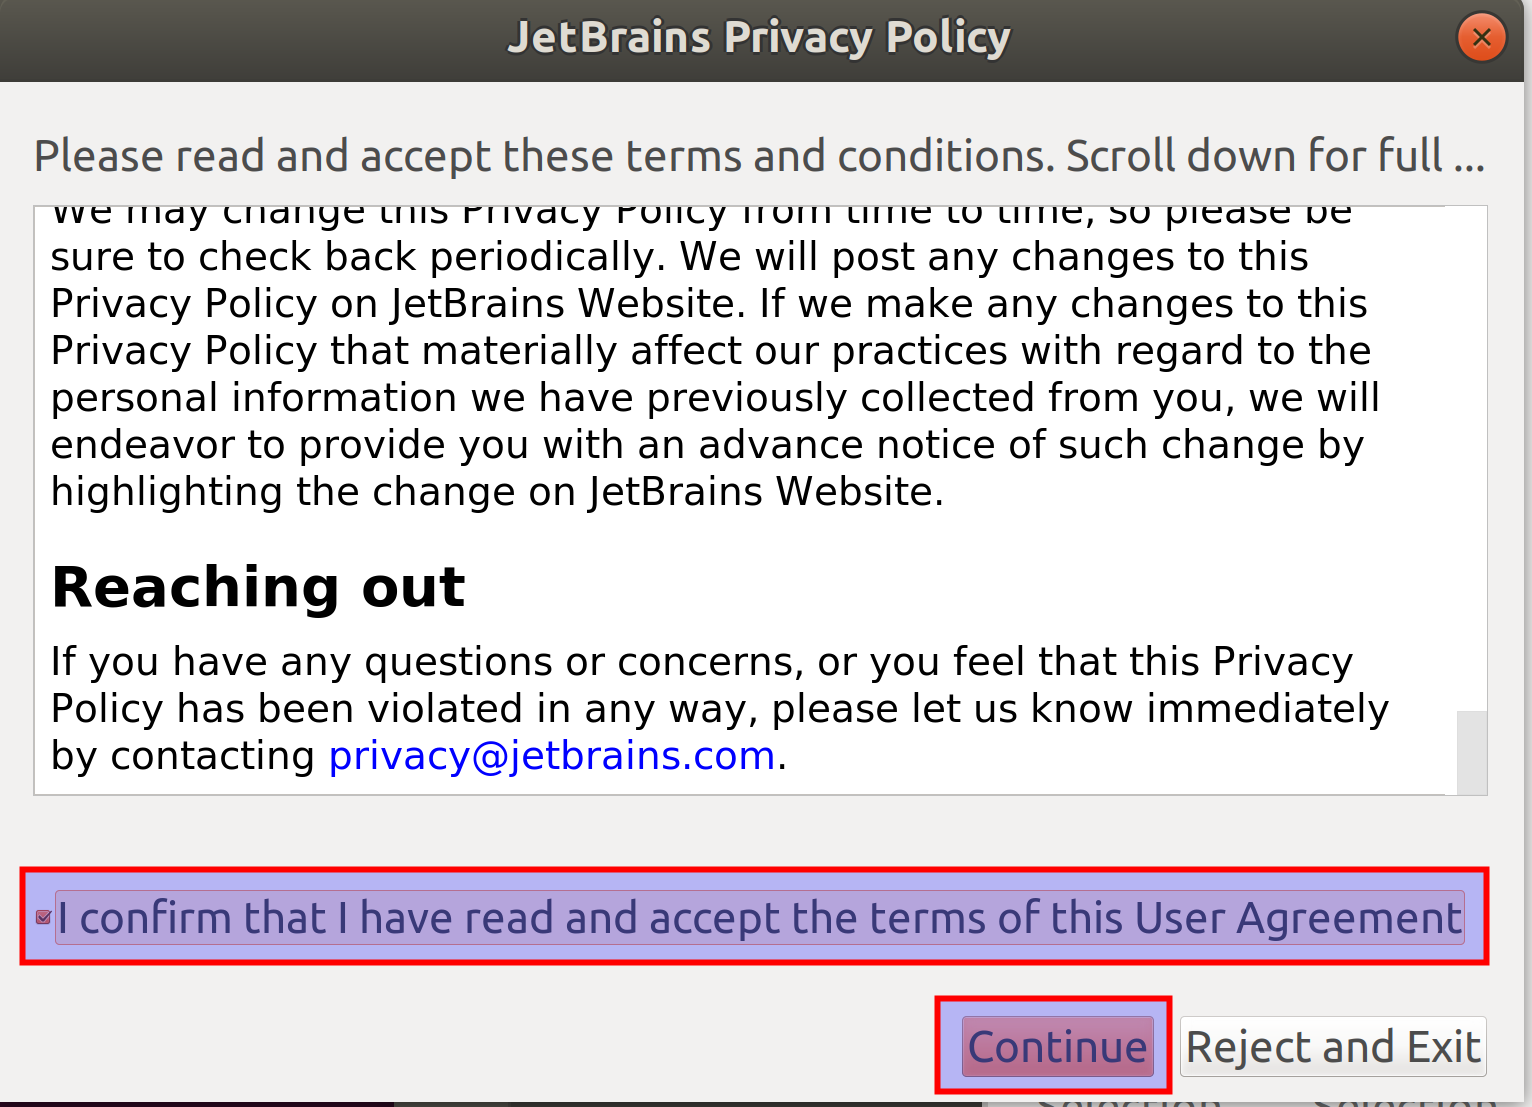 JetBrains Privacy Policy
Please read and accept these terms and conditions. Scroll down for full ...
We may change this Privacy Policy from time to time, so please be
sure to check back periodically. We will post any changes to this
Privacy Policy on JetBrains Website. If we make any changes to this
Privacy Policy that materially affect our practices with regard to the
personal information we have previously collected from you, we will
endeavor to provide you with an advance notice of such change by
highlighting the change on JetBrains Website.
Reaching out
If you have any questions or concerns, or you feel that this Privacy
Policy has been violated in any way, please let us know immediately
by contacting privacy@jetbrains.com.
I confirm that I have read and accept the terms of this User Agreement
Continue Reject and Exit
Selection Selection